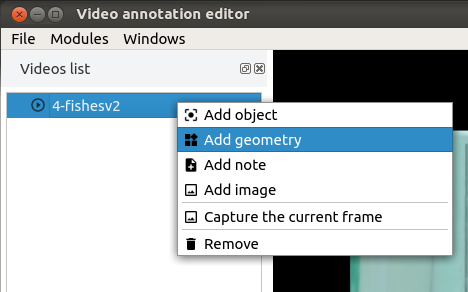 Video annotation editor
File Modules Windows
Videos list
4-fishesv2
Add object
Add geometry
Add note
Add image
Capture the current frame
Remove